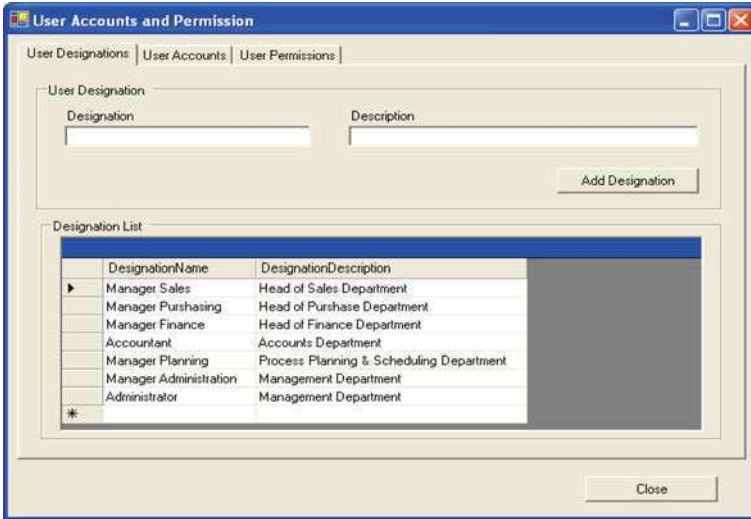 User Accounts and Permission
User Designations User Accounts User Permissions
User Designation
Designation Description
Add Designation
Designation List
DesignationName DesignationDescription
Manager Sales Head of Sales Department
Manager Purshasing Head of Purshase Department
Manager Finance Head of Finance Department
Accountant Accounts Department
Manager Planning Process Planning & Scheduling Department
Manager Administration Management Department
Administrator Management Department
Close